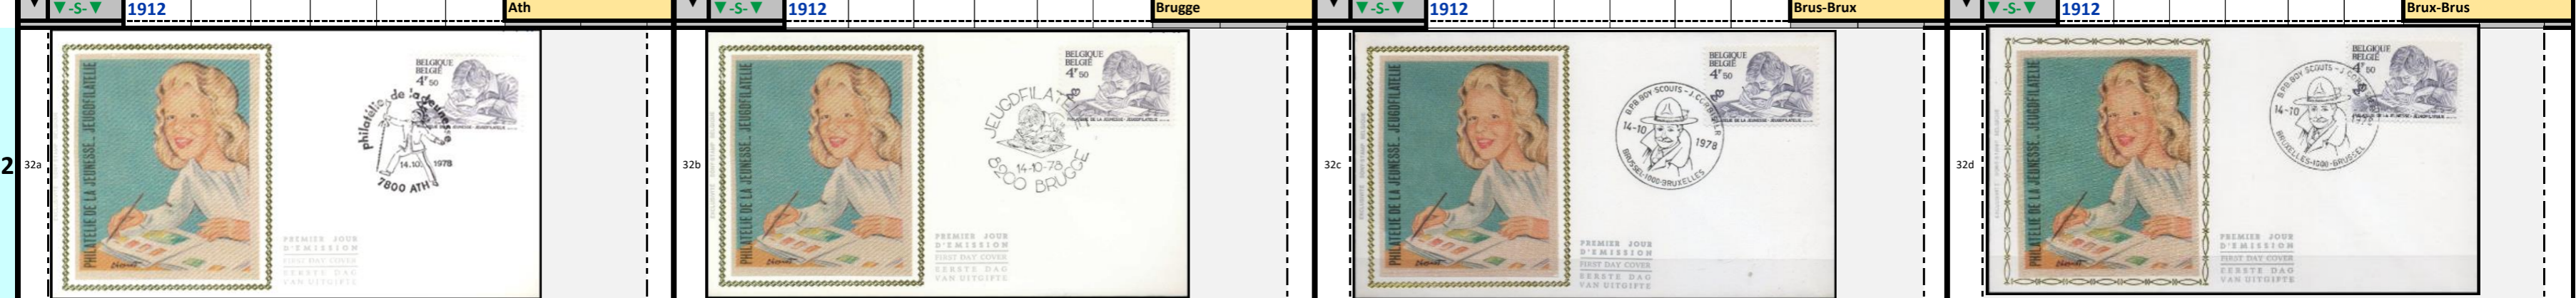 ▼ ▼-S-▼ 1912 Ath
▼ ▼-S-▼ 1912 Brugge
▼ ▼-S-▼ 1912 Brus-Brux
▼ ▼-S-▼ 1912 Brux-Brus
2
32a
PHILATELIE DE LA JEUNESSE - JEUGDFILATELIE
BELGIQUE
BELGIË
4F50
philatélie de la jeunesse
14.10. 1978
7800 ATH
PREMIER JOUR
D'EMISSION
FIRST DAY COVER
EERSTE DAG
VAN UITGIFTE
32b
PHILATELIE DE LA JEUNESSE - JEUGDFILATELIE
BELGIQUE
BELGIË
4F50
JEUGDFILATELIE
14-10-78
8200 BRUGGE
PREMIER JOUR
D'EMISSION
FIRST DAY COVER
EERSTE DAG
VAN UITGIFTE
32c
PHILATELIE DE LA JEUNESSE - JEUGDFILATELIE
BELGIQUE
BELGIË
4F50
B.P.B. BOY-SCOUTS - J.CORBISIER
14-10 1978
BRUSSEL-1000-BRUXELLES
PREMIER JOUR
D'EMISSION
FIRST DAY COVER
EERSTE DAG
VAN UITGIFTE
32d
PHILATELIE DE LA JEUNESSE - JEUGDFILATELIE
BELGIQUE
BELGIË
4F50
B.P.B. BOY SCOUTS - J.
14-10 1978
BRUXELLES-1000-BRUSSEL
PREMIER JOUR
D'EMISSION
FIRST DAY COVER
EERSTE DAG
VAN UITGIFTE